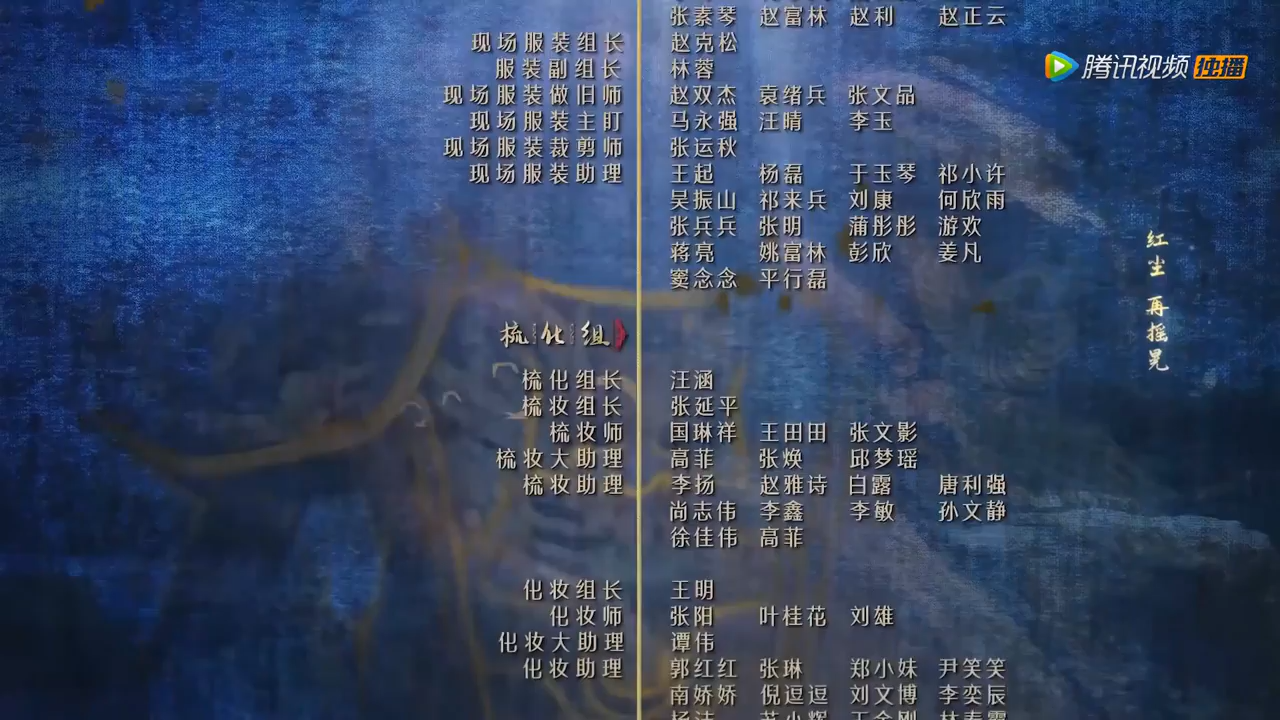 张素琴 赵富林 赵利 赵正云
现场服装组长 赵克松
服装副组长 林蓉
腾讯视频 独播
现场服装做旧师 赵双杰 袁绪兵 张文品
现场服装主盯 马永强 汪晴 李玉
现场服装裁剪师 张运秋
现场服装助理 王起 杨磊 于玉琴 祁小许
吴振山 祁来兵 刘康 何欣雨
张兵兵 张明 蒲彤彤 游欢
蒋亮 姚富林 彭欣 姜凡
窦念念 平行磊
红尘 再摇晃
梳化组
梳化组长 汪涵
梳妆组长 张延平
梳妆师 国琳祥 王田田 张文影
梳妆大助理 高菲 张焕 邱梦瑶
梳妆助理 李扬 赵雅诗 白露 唐利强
尚志伟 李鑫 李敏 孙文静
徐佳伟 高菲
化妆组长 王明
化妆师 张阳 叶桂花 刘雄
化妆大助理 谭伟
化妆助理 郭红红 张琳 郑小妹 尹笑笑
南娇娇 倪逗逗 刘文博 李奕辰